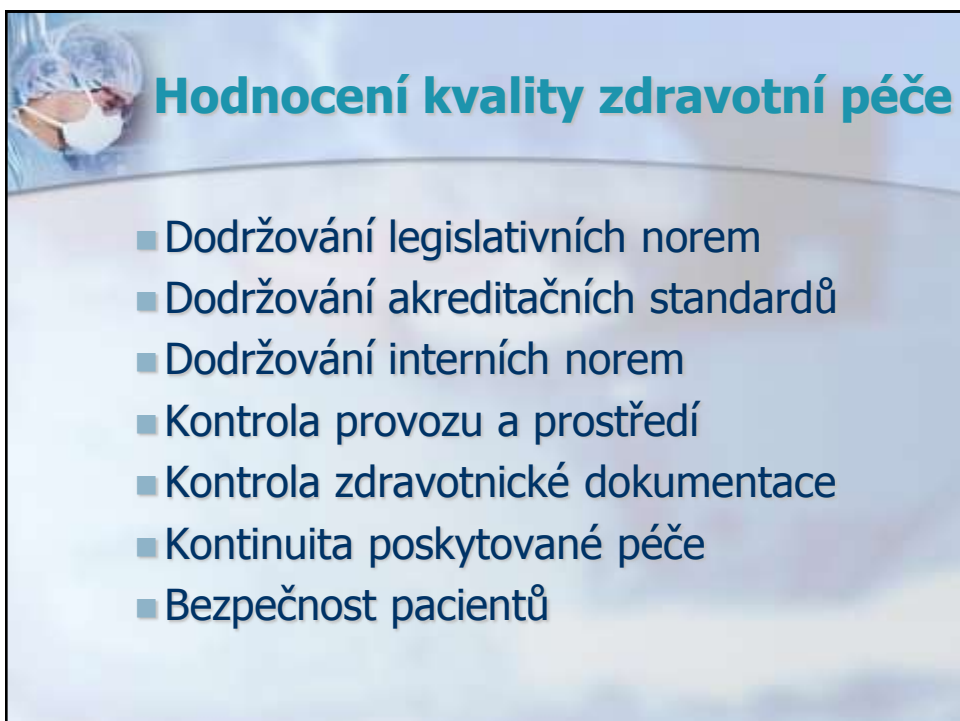 Hodnocení kvality zdravotní péče
Dodržování legislativních norem
Dodržování akreditačních standardů
Dodržování interních norem
Kontrola provozu a prostředí
Kontrola zdravotnické dokumentace
Kontinuita poskytované péče
Bezpečnost pacientů